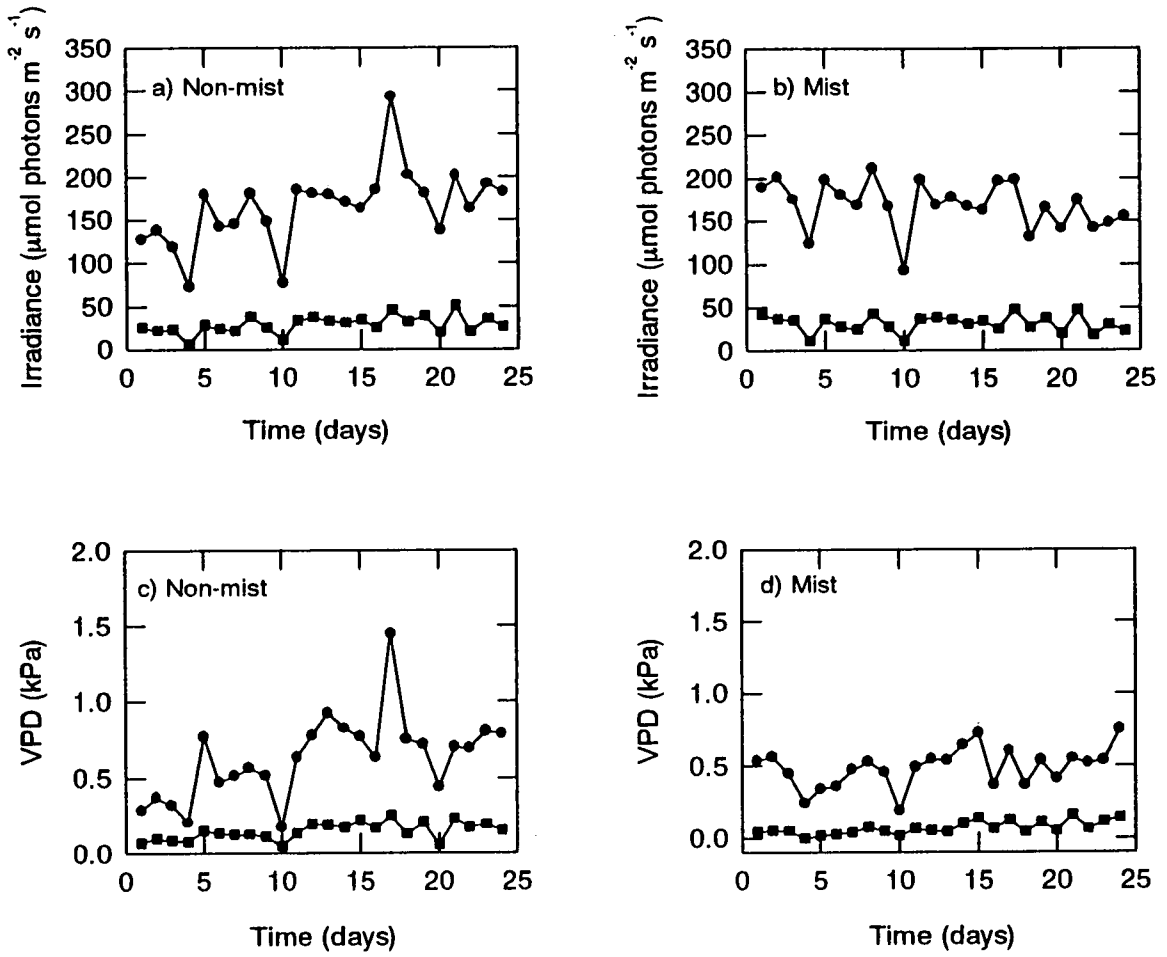 Irradiance (μmol photons m⁻² s⁻¹)
350
300
250
200
150
100
50
0
a) Non-mist
0 5 10 15 20 25
Time (days)
Irradiance (μmol photons m⁻² s⁻¹)
350
300
250
200
150
100
50
0
b) Mist
0 5 10 15 20 25
Time (days)
VPD (kPa)
2.0
1.5
1.0
0.5
0.0
c) Non-mist
0 5 10 15 20 25
Time (days)
VPD (kPa)
2.0
1.5
1.0
0.5
0.0
d) Mist
0 5 10 15 20 25
Time (days)